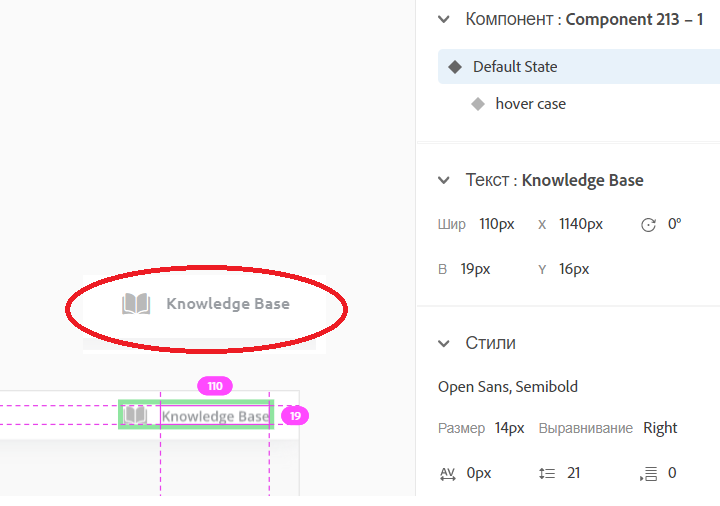 Компонент : Component 213 – 1
Default State
hover case
Текст : Knowledge Base
Шир 110px X 1140px 0°
В 19px Y 16px
Knowledge Base
Стили
110
Open Sans, Semibold
Knowledge Base 19
Размер 14px Выравнивание Right
AV 0px 21 0